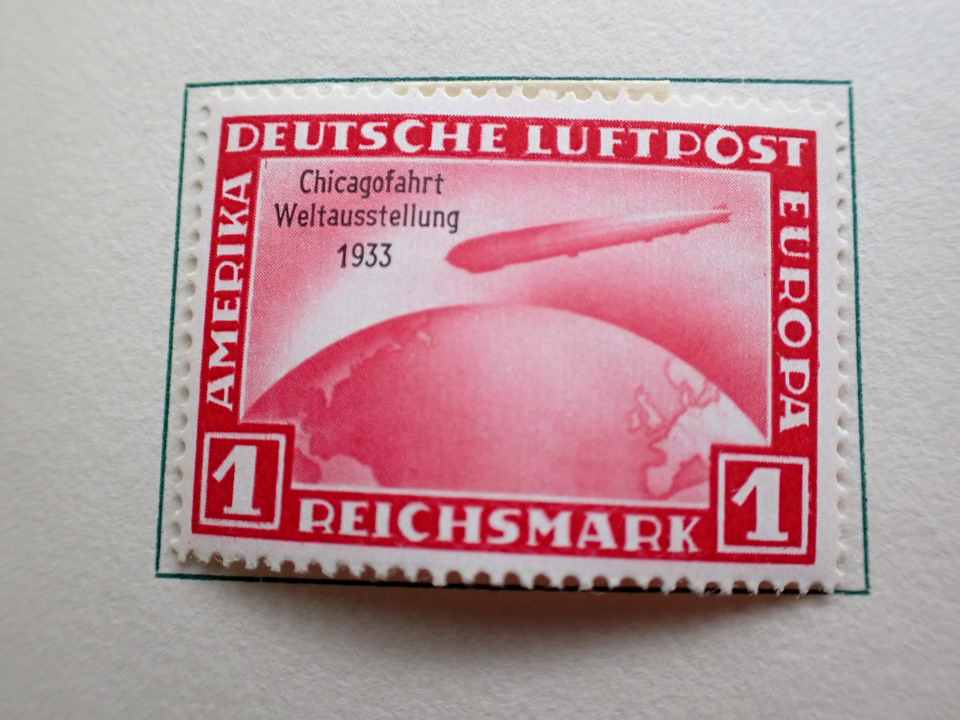 DEUTSCHE LUFTPOST
AMERIKA
EUROPA
Chicagofahrt
Weltausstellung
1933
1
REICHSMARK
1